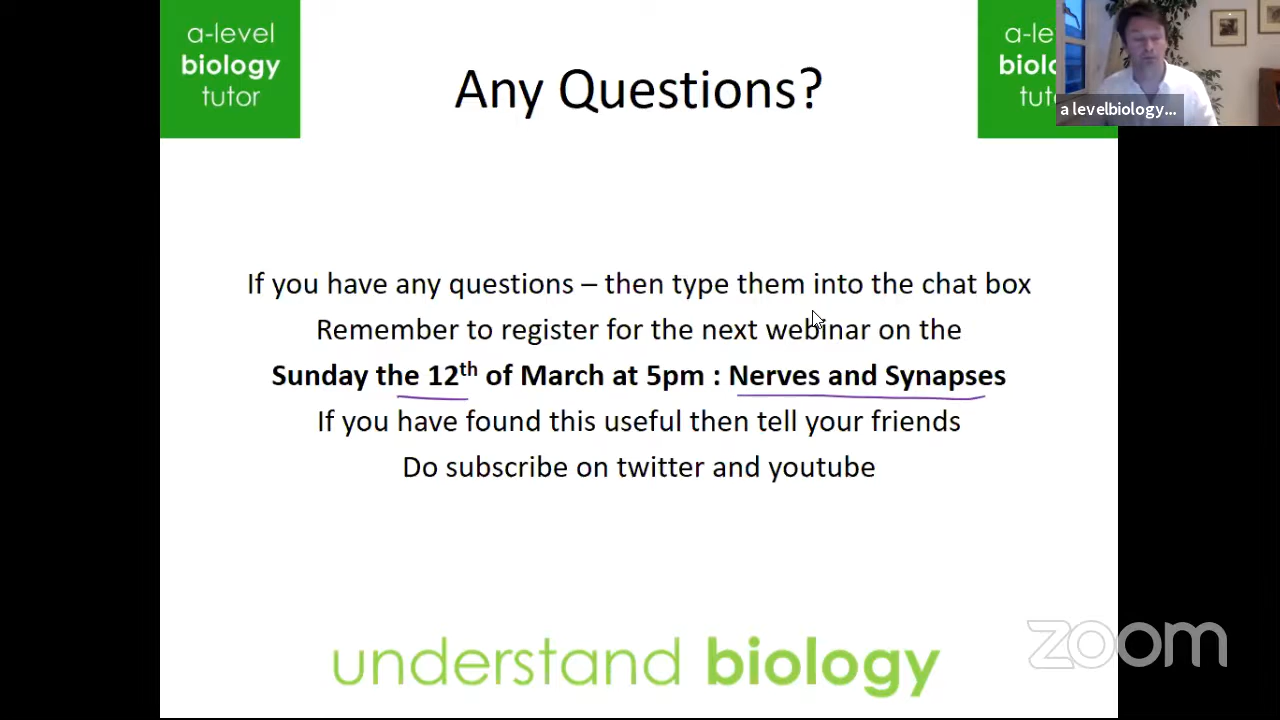 a-level
biology
tutor
Any Questions?
a-le
biolo
tut
a levelbiology...
If you have any questions – then type them into the chat box
Remember to register for the next webinar on the
Sunday the 12th of March at 5pm : Nerves and Synapses
If you have found this useful then tell your friends
Do subscribe on twitter and youtube
understand biology
zoom